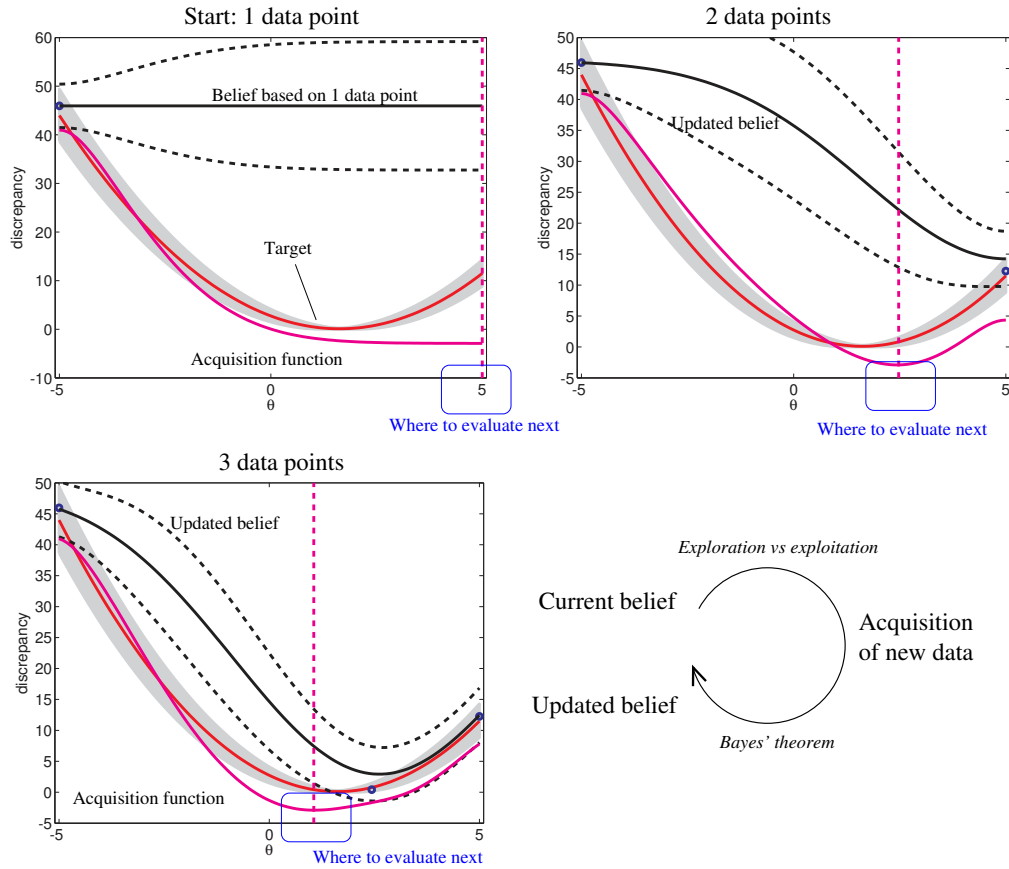 Start: 1 data point
60
50
40
30
20
10
0
-10
discrepancy
Belief based on 1 data point
Target
Acquisition function
-5
0
5
θ
Where to evaluate next
2 data points
50
45
40
35
30
25
20
15
10
5
0
-5
discrepancy
Updated belief
-5
0
5
θ
Where to evaluate next
3 data points
50
45
40
35
30
25
20
15
10
5
0
-5
discrepancy
Updated belief
Acquisition function
-5
0
5
θ
Where to evaluate next
Exploration vs exploitation
Current belief
Acquisition
of new data
Updated belief
Bayes' theorem